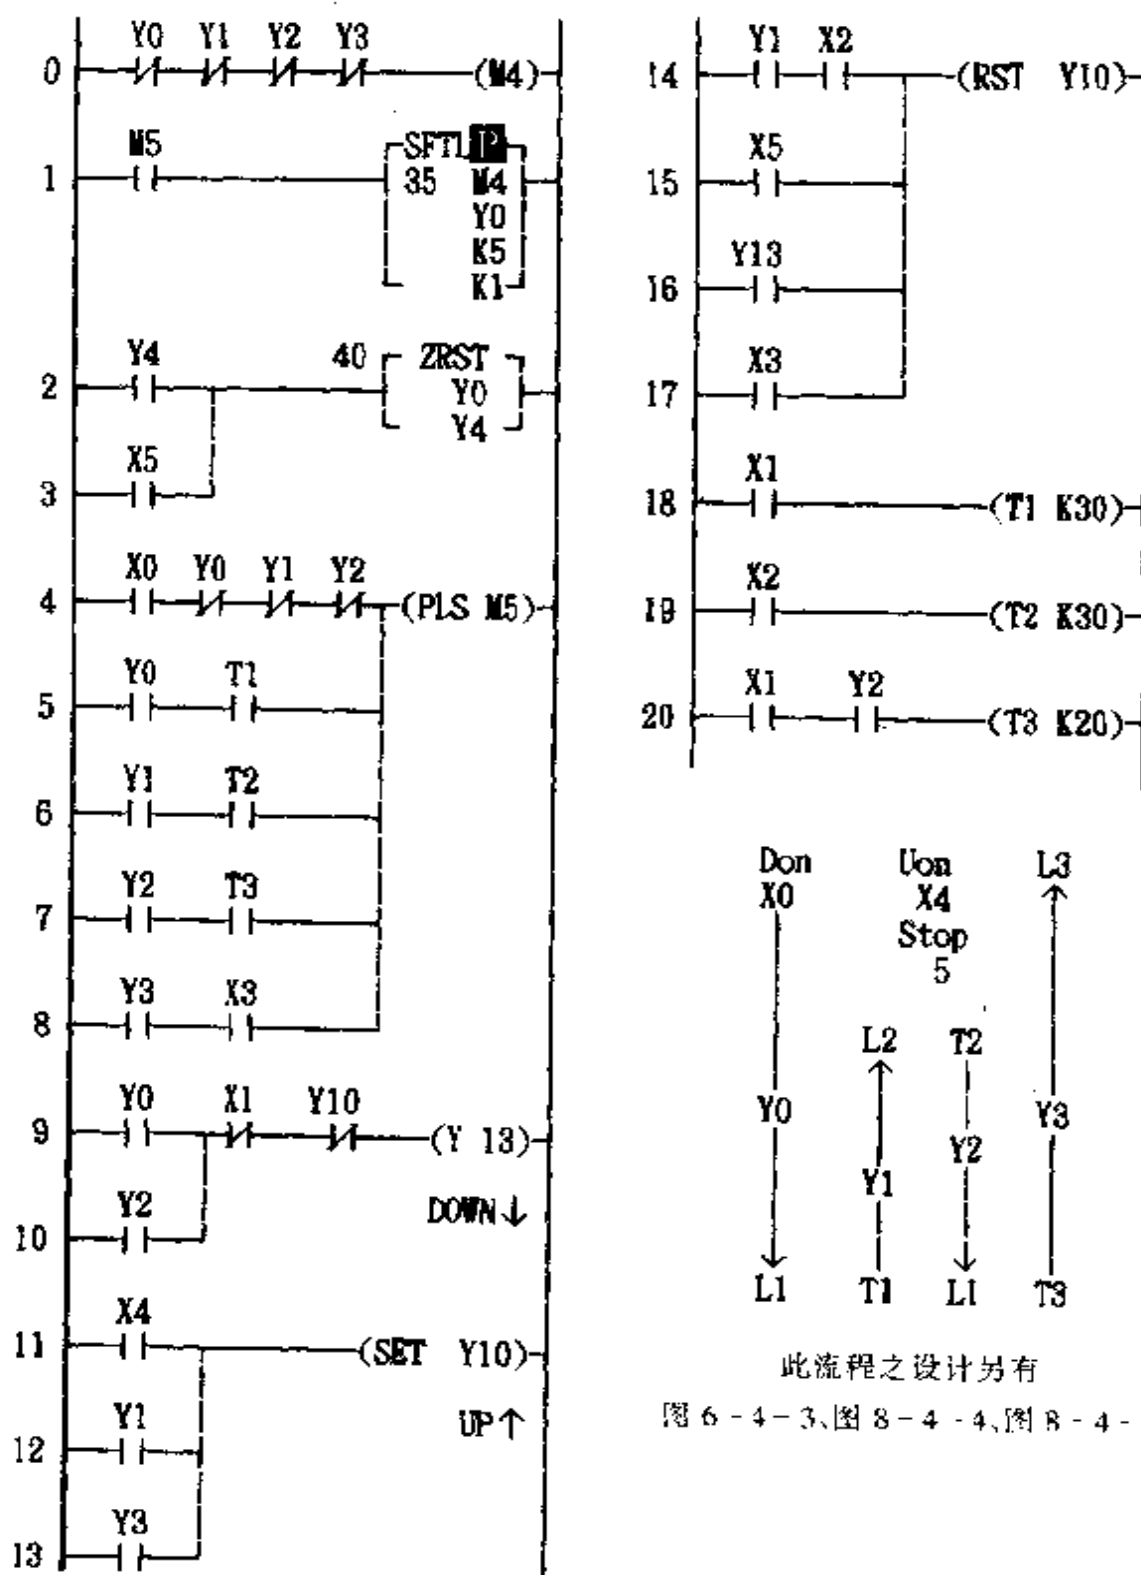 Y0 Y1 Y2 Y3
0 (M4)
M5
1 SFTL P
35 M4
Y0
K5
K1
Y4
2 40 ZRST
Y0
Y4
X5
3
X0 Y0 Y1 Y2
4 (PLS M5)
Y0 T1
5
Y1 T2
6
Y2 T3
7
Y3 X3
8
Y0 X1 Y10
9 (Y 13)
DOWN↓
Y2
10
X4
11 (SET Y10)
UP↑
Y1
12
Y3
13
Y1 X2
14 (RST Y10)
X5
15
Y13
16
X3
17
X1
18 (T1 K30)
X2
19 (T2 K30)
X1 Y2
20 (T3 K20)
Don Uon L3
X0 X4
Stop
5
L2 T2
Y0 Y3
Y2
Y1
L1 T1 L1 T3
此流程之设计另有
图 6-4-3、图 8-4-4、图 8-4-